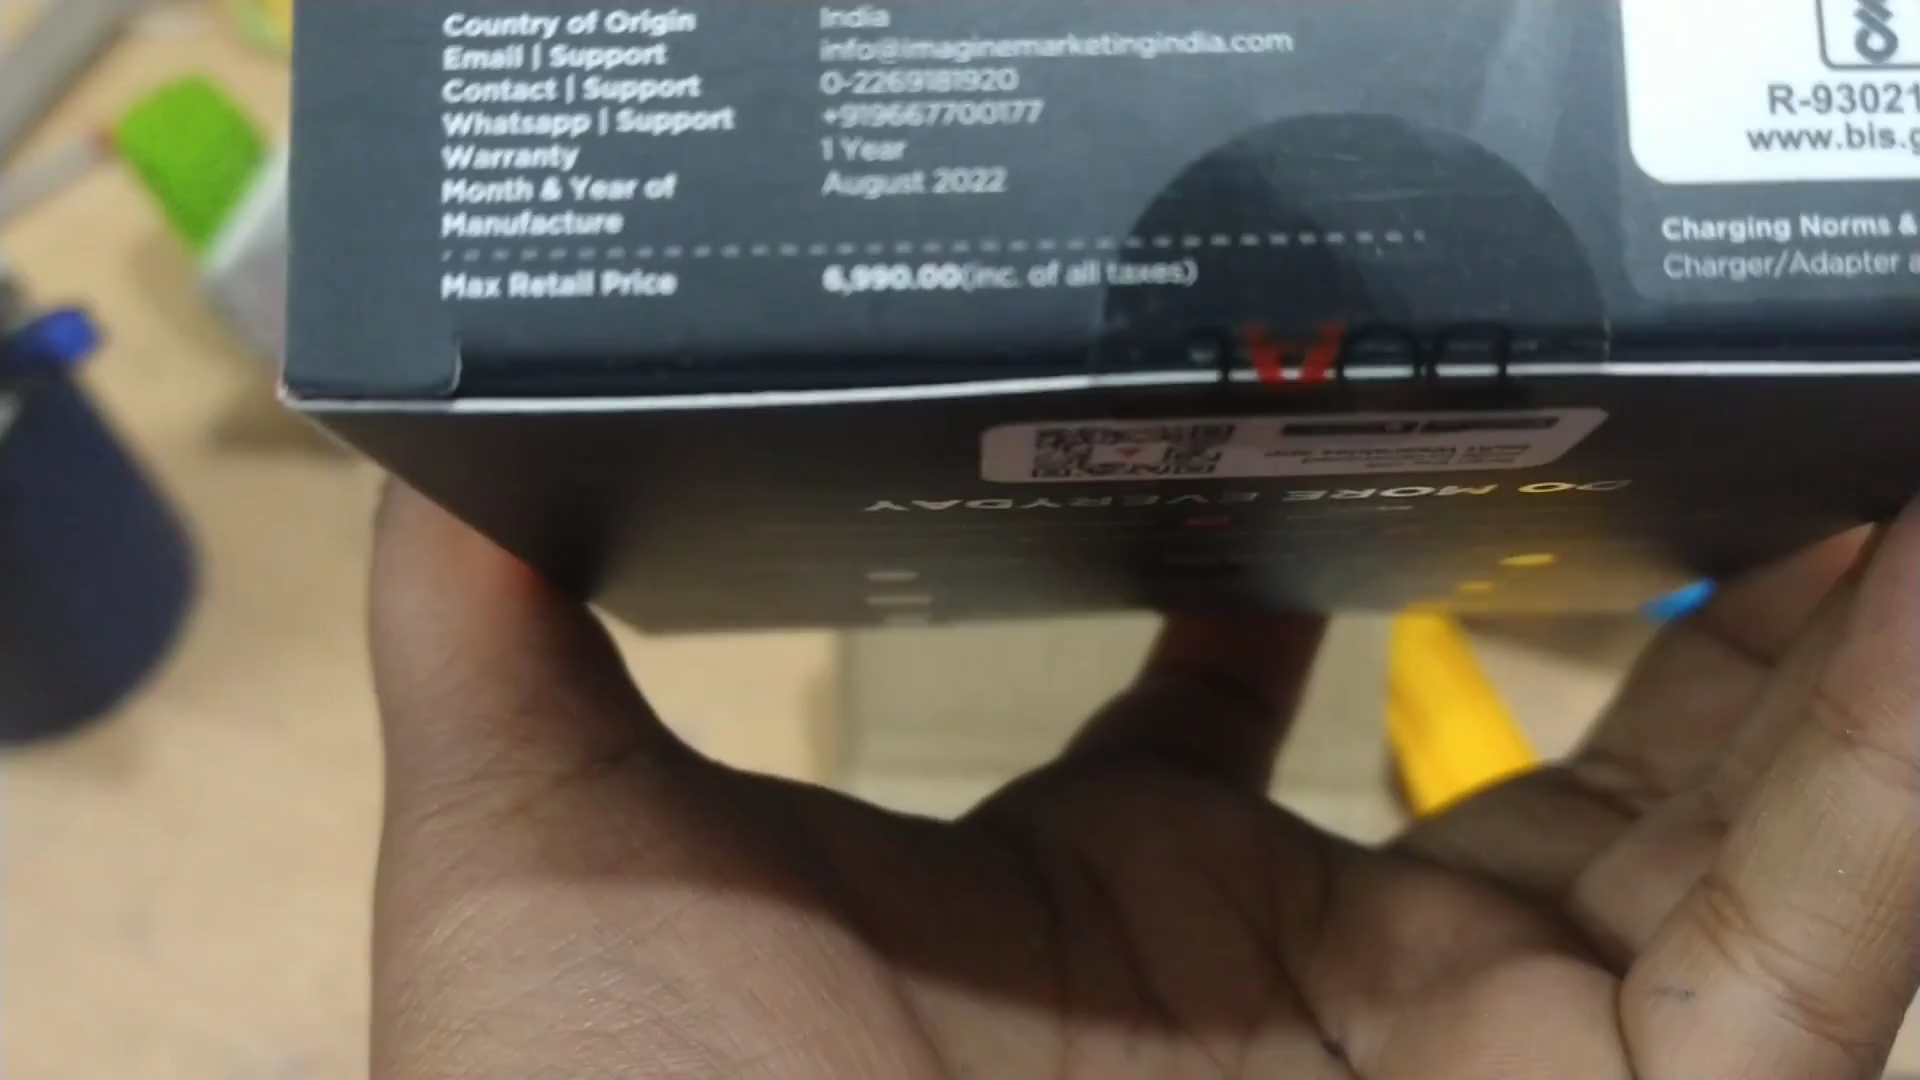 Country of Origin India
Email | Support info@imaginemarketingindia.com
Contact | Support 0-2269181920
Whatsapp | Support +919667700177
Warranty 1 Year
Month & Year of August 2022
Manufacture
Max Retail Price 6,990.00(inc. of all taxes)
R-93021
www.bis.g
Charging Norms &
Charger/Adapter a
DO MORE EVERYDAY